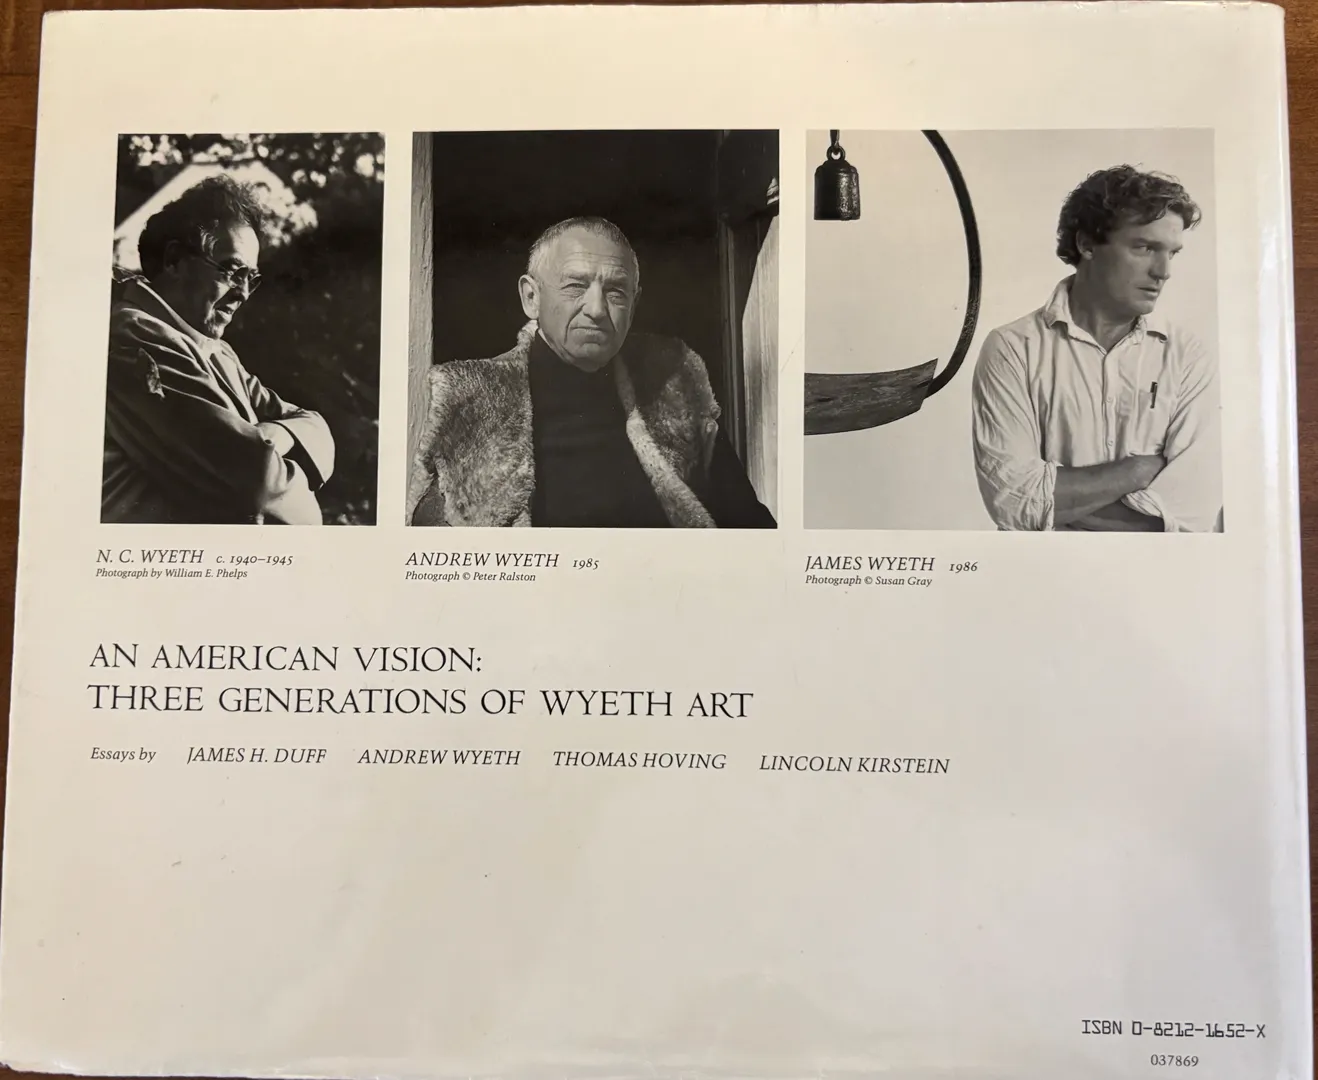 N. C. WYETH c. 1940–1945
Photograph by William E. Phelps
ANDREW WYETH 1985
Photograph © Peter Ralston
JAMES WYETH 1986
Photograph © Susan Gray
AN AMERICAN VISION:
THREE GENERATIONS OF WYETH ART
Essays by JAMES H. DUFF ANDREW WYETH THOMAS HOVING LINCOLN KIRSTEIN
ISBN 0-8212-1652-X
037869